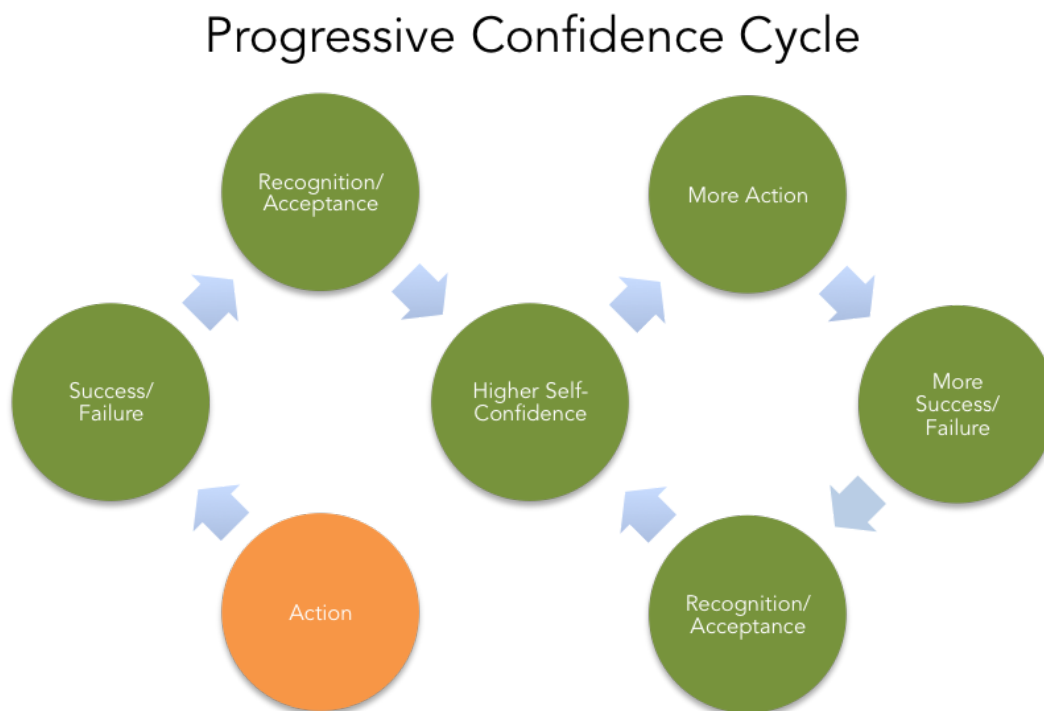 Progressive Confidence Cycle
Recognition/
Acceptance
More Action
Success/
Failure
Higher Self-
Confidence
More
Success/
Failure
Action
Recognition/
Acceptance